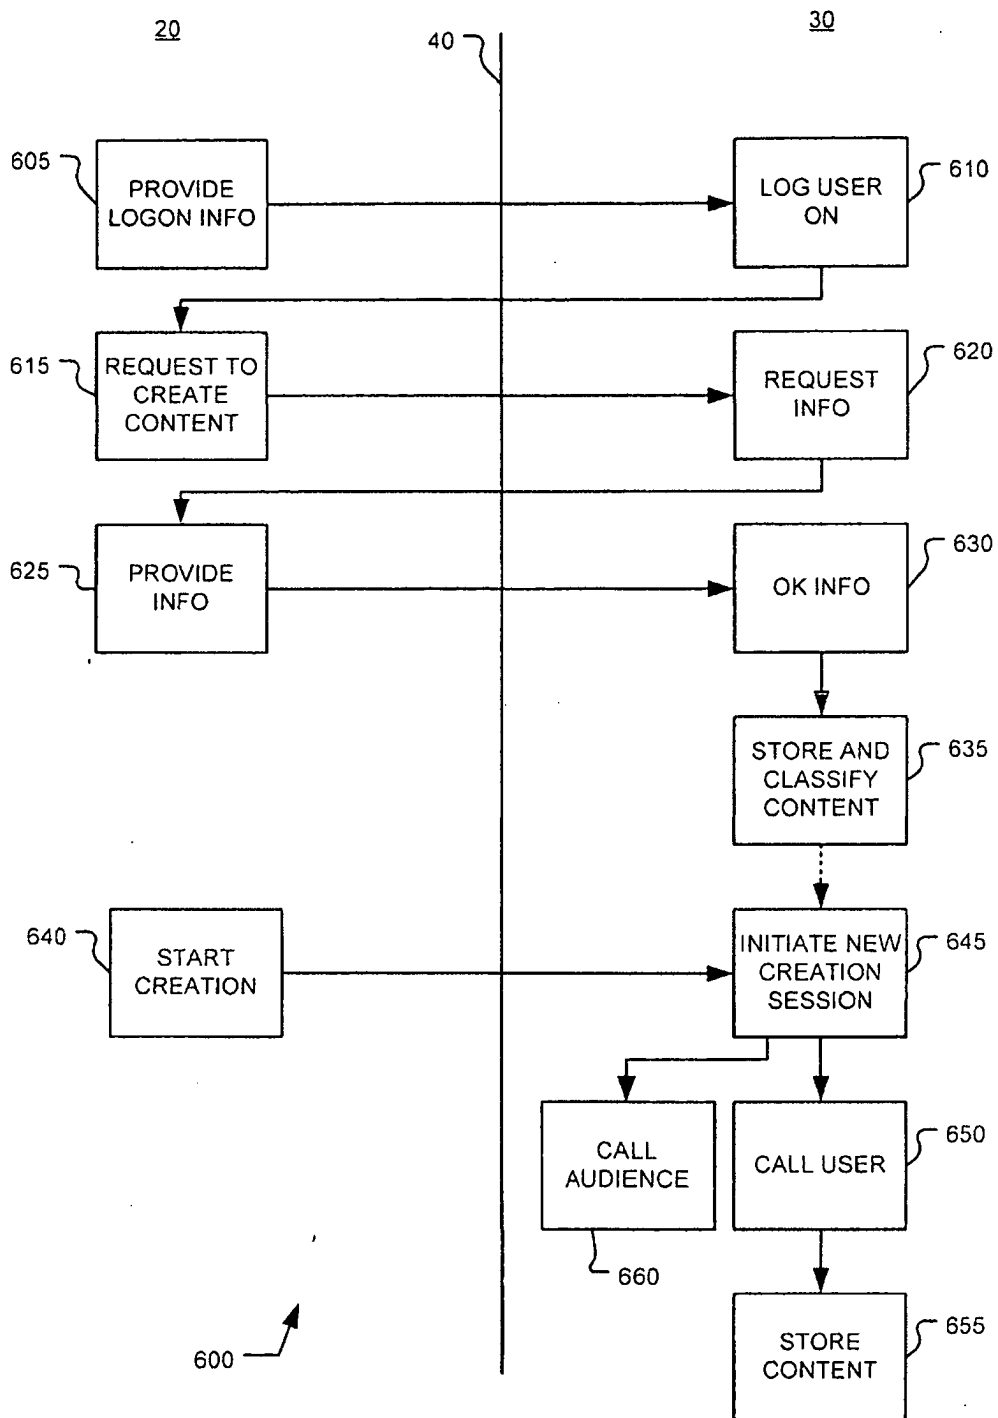 20
30
40
605
PROVIDE
LOGON INFO
LOG USER
ON
610
615
REQUEST TO
CREATE
CONTENT
REQUEST
INFO
620
625
PROVIDE
INFO
OK INFO
630
STORE AND
CLASSIFY
CONTENT
635
640
START
CREATION
INITIATE NEW
CREATION
SESSION
645
CALL
AUDIENCE
660
CALL USER
650
600
STORE
CONTENT
655